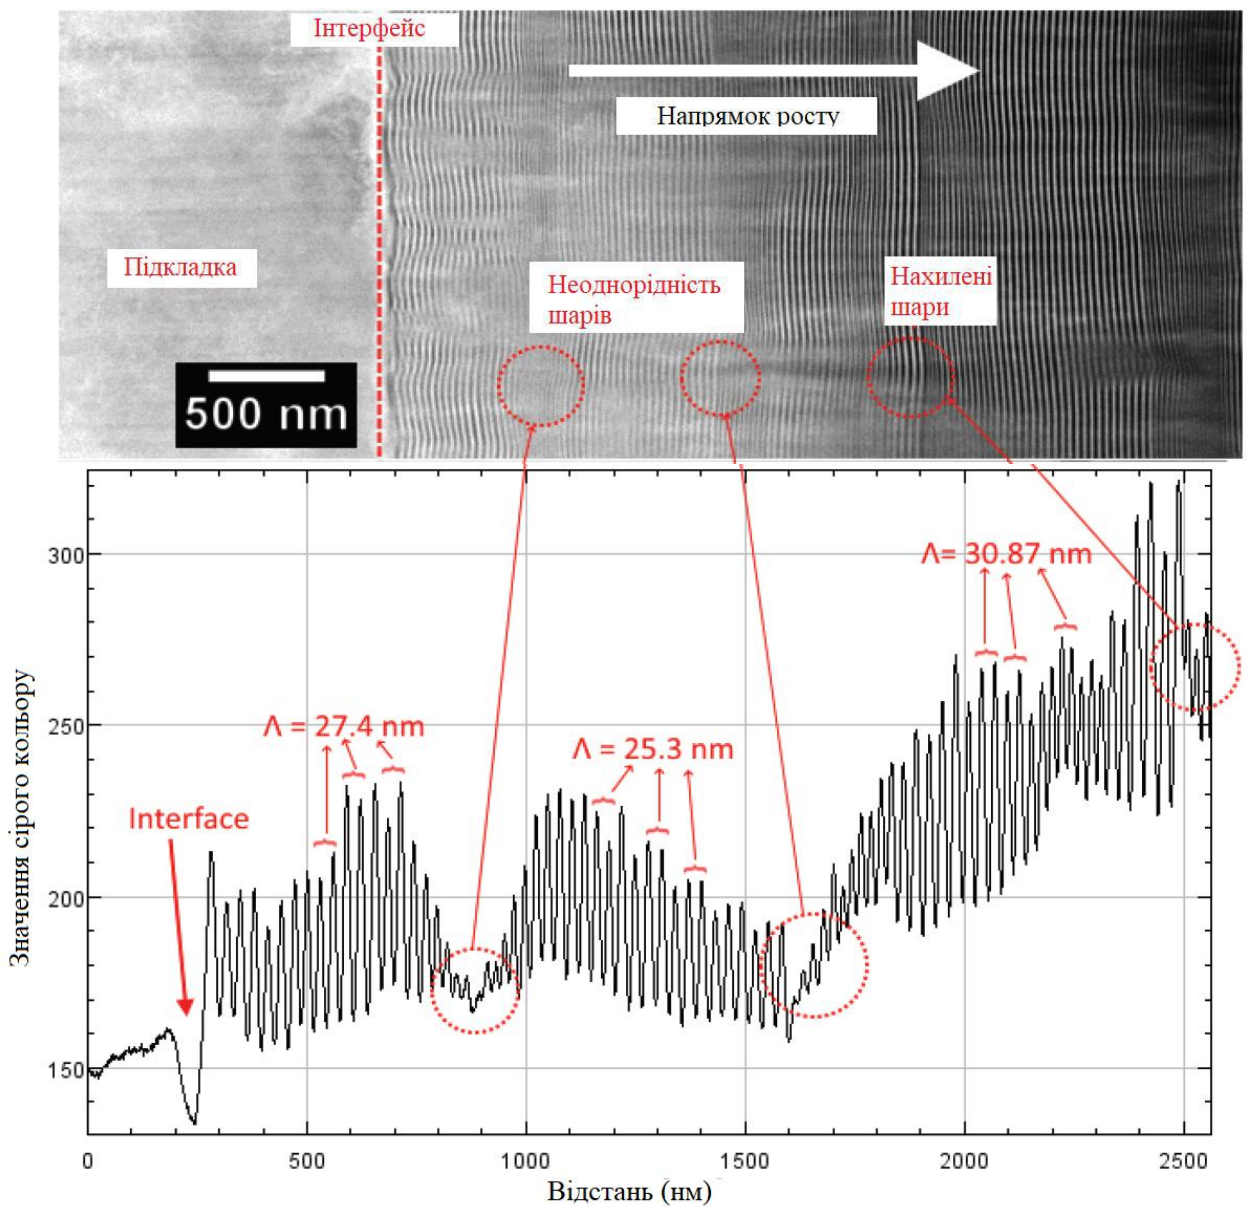 Інтерфейс
Напрямок росту
Підкладка
Неоднорідність
шарів
Нахилені
шари
500 nm
Λ= 30.87 nm
Λ = 27.4 nm
Λ = 25.3 nm
Interface
Значення сірого кольору
300
250
200
150
0
500
1000
1500
2000
2500
Відстань (нм)